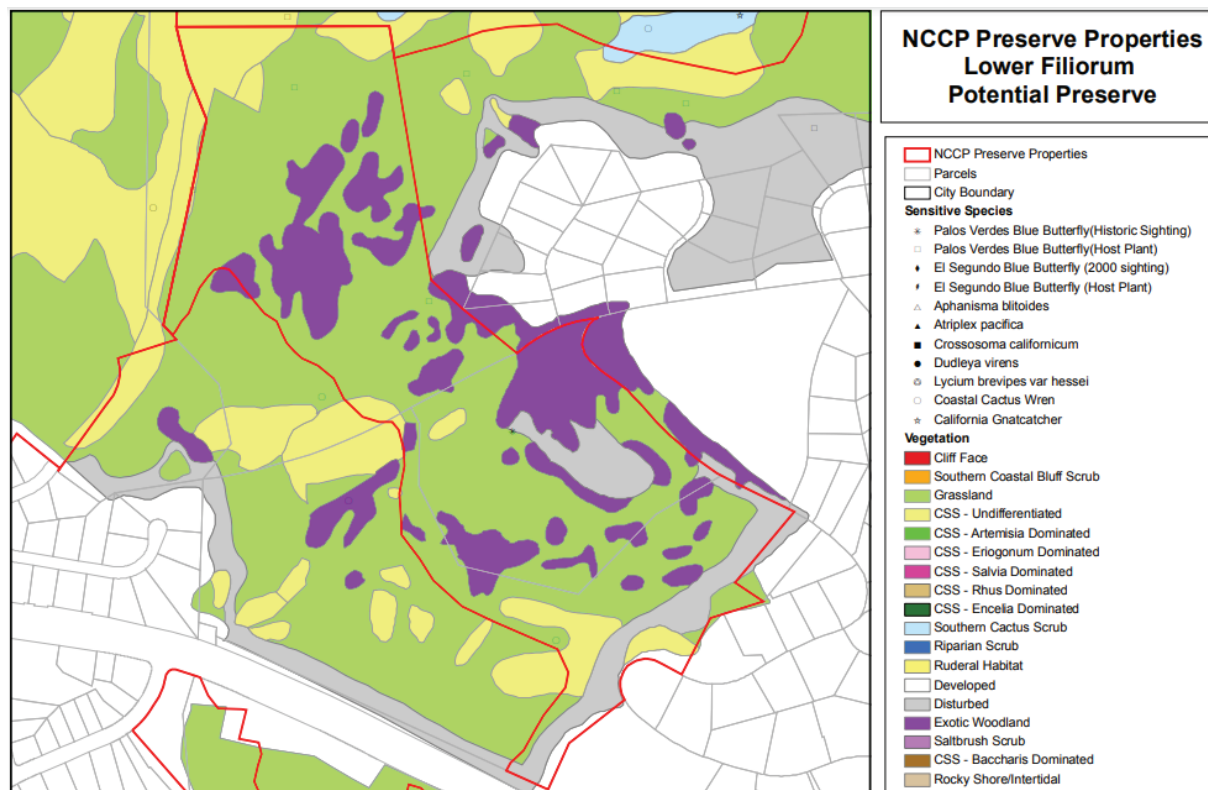 NCCP Preserve Properties
Lower Filiorum
Potential Preserve
NCCP Preserve Properties
Parcels
City Boundary
Sensitive Species
Palos Verdes Blue Butterfly(Historic Sighting)
Palos Verdes Blue Butterfly(Host Plant)
El Segundo Blue Butterfly (2000 sighting)
El Segundo Blue Butterfly (Host Plant)
Aphanisma blitoides
Atriplex pacifica
Crossosoma californicum
Dudleya virens
Lycium brevipes var hessei
Coastal Cactus Wren
California Gnatcatcher
Vegetation
Cliff Face
Southern Coastal Bluff Scrub
Grassland
CSS - Undifferentiated
CSS - Artemisia Dominated
CSS - Eriogonum Dominated
CSS - Salvia Dominated
CSS - Rhus Dominated
CSS - Encelia Dominated
Southern Cactus Scrub
Riparian Scrub
Ruderal Habitat
Developed
Disturbed
Exotic Woodland
Saltbrush Scrub
CSS - Baccharis Dominated
Rocky Shore/Intertidal